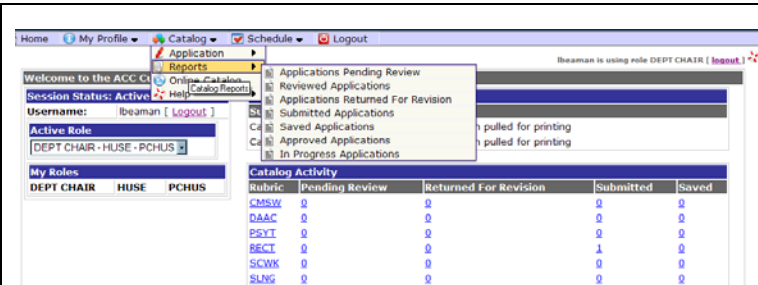 Home My Profile Catalog Schedule Logout
Application
lbeaman is using role DEPT CHAIR [ logout ]
Reports
Applications Pending Review
Welcome to the ACC Online Catalog
Reviewed Applications
Catalog Reports
Session Status: Active Help
Applications Returned For Revision
Username: lbeaman [ Logout ]
Submitted Applications
Active Role
Saved Applications
n pulled for printing
DEPT CHAIR - HUSE - PCHUS
Approved Applications
n pulled for printing
In Progress Applications
My Roles
Catalog Activity
DEPT CHAIR HUSE PCHUS
Rubric Pending Review Returned For Revision Submitted Saved
CMSW 0 0 0 0
DAAC 0 0 0 0
PSYT 0 0 0 0
RECT 0 0 1 0
SCWK 0 0 0 0
SLNG 0 0 0 0